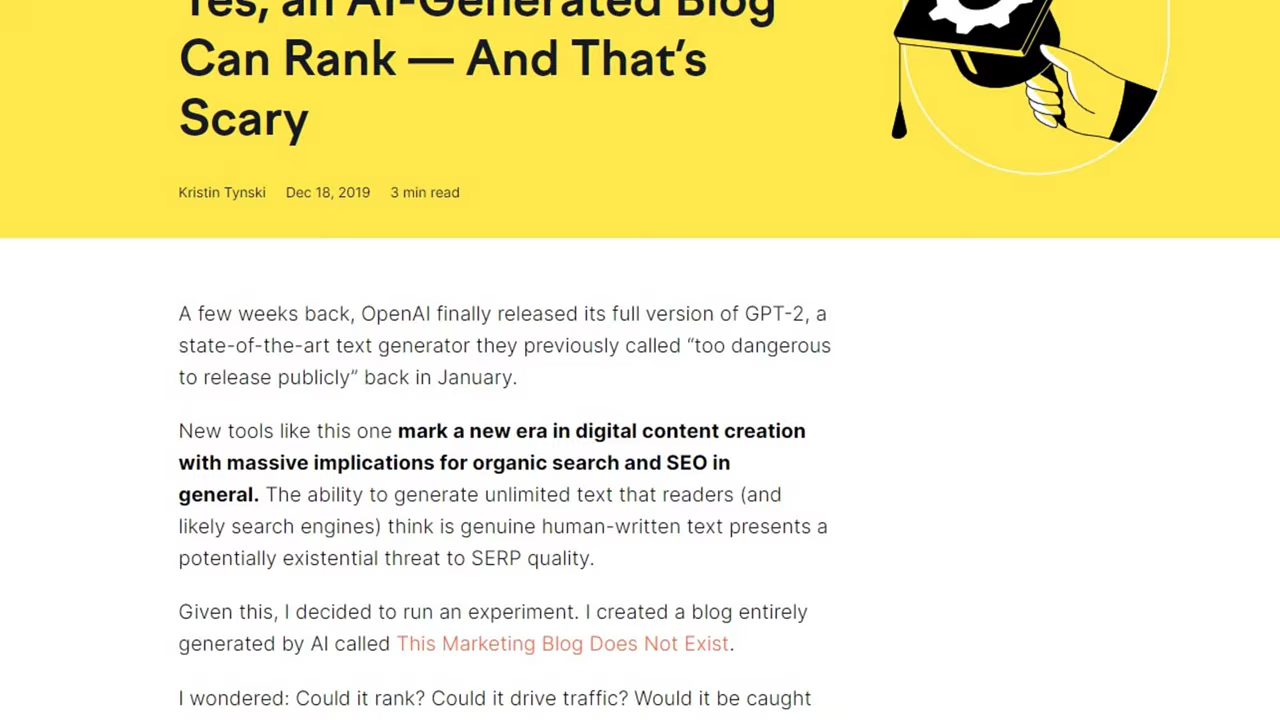 Yes, an AI-Generated Blog
Can Rank — And That’s
Scary
Kristin Tynski Dec 18, 2019 3 min read
A few weeks back, OpenAI finally released its full version of GPT-2, a
state-of-the-art text generator they previously called “too dangerous
to release publicly” back in January.
New tools like this one mark a new era in digital content creation
with massive implications for organic search and SEO in
general. The ability to generate unlimited text that readers (and
likely search engines) think is genuine human-written text presents a
potentially existential threat to SERP quality.
Given this, I decided to run an experiment. I created a blog entirely
generated by AI called This Marketing Blog Does Not Exist.
I wondered: Could it rank? Could it drive traffic? Would it be caught